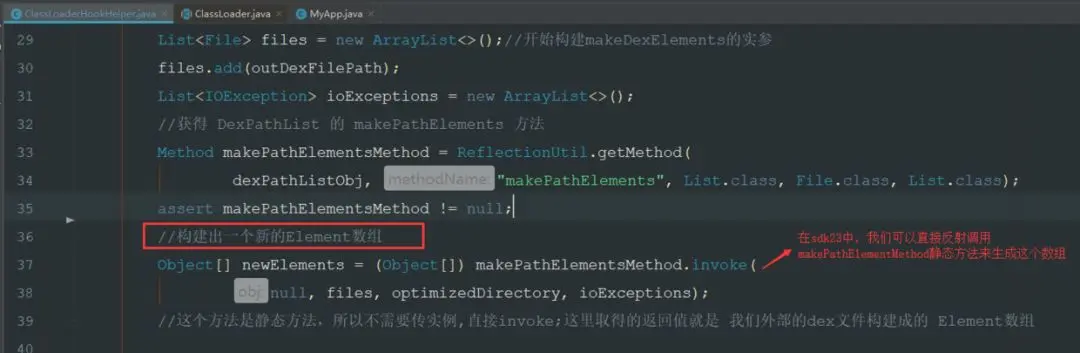 ClassLoaderHookHelper.java × ClassLoader.java × MyApp.java ×
29 List<File> files = new ArrayList<>();//开始构建makeDexElements的实参
30 files.add(outDexFilePath);
31 List<IOException> ioExceptions = new ArrayList<>();
32 //获得 DexPathList 的 makePathElements 方法
33 Method makePathElementsMethod = ReflectionUtil.getMethod(
34 dexPathListObj, methodName: "makePathElements", List.class, File.class, List.class);
35 assert makePathElementsMethod != null;
36 //构建出一个新的Element数组
在sdk23中，我们可以直接反射调用
makePathElementMethod静态方法来生成这个数组
37 Object[] newElements = (Object[]) makePathElementsMethod.invoke(
38 obj: null, files, optimizedDirectory, ioExceptions);
39 //这个方法是静态方法，所以不需要传实例,直接invoke;这里取得的返回值就是 我们外部的dex文件构建成的 Element数组
40